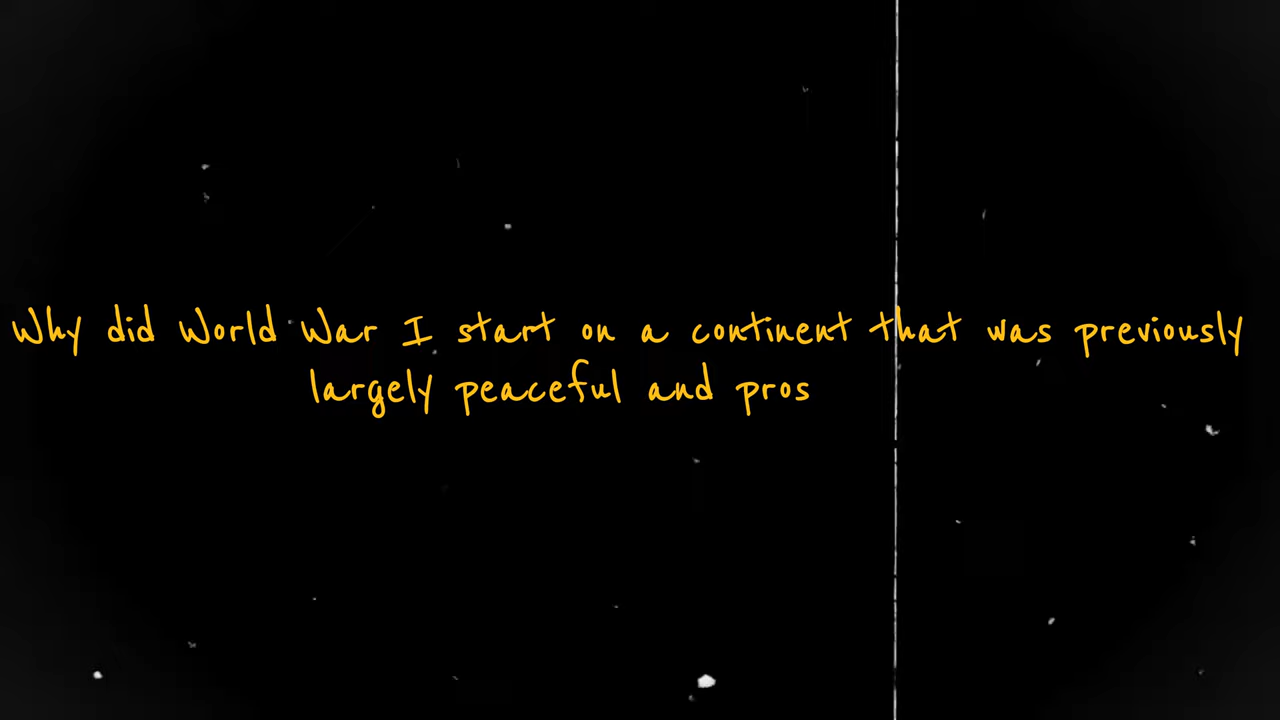 Why did World War I start on a continent that was previously
largely peaceful and pros